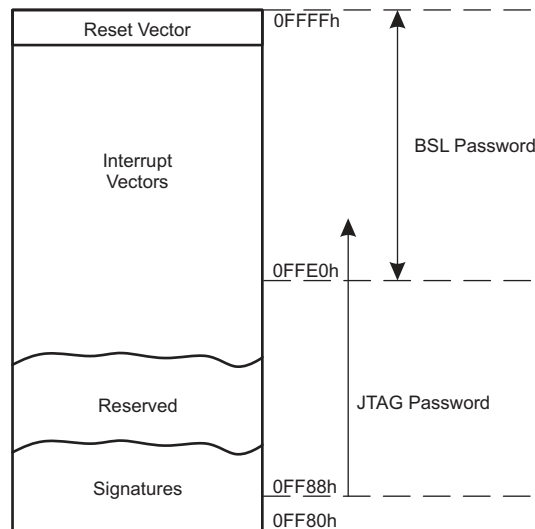 Reset Vector
0FFFFh
Interrupt
Vectors
BSL Password
0FFE0h
Reserved
JTAG Password
Signatures
0FF88h
0FF80h